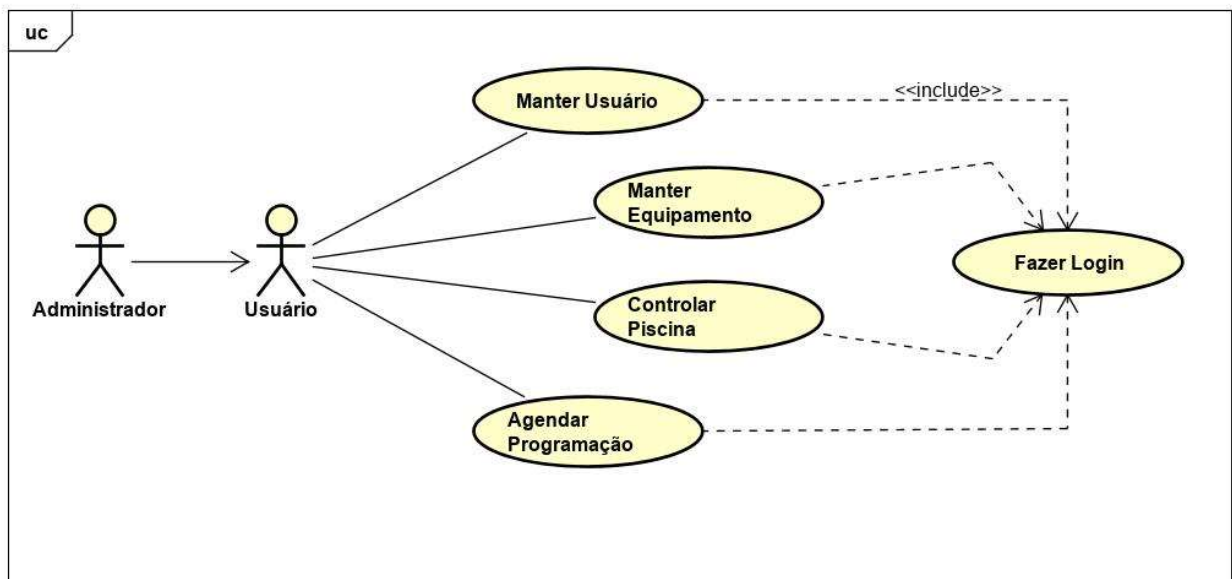 uc
Manter Usuário
<<include>>
Manter
Equipamento
Fazer Login
Administrador
Usuário
Controlar
Piscina
Agendar
Programação